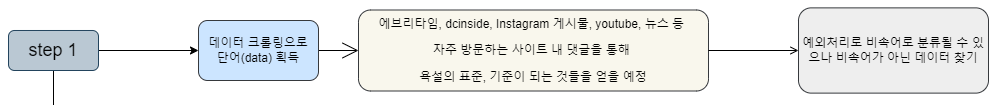 step 1
데이터 크롤링으로
단어(data) 획득
에브리타임, dcinside, Instagram 게시물, youtube, 뉴스 등
자주 방문하는 사이트 내 댓글을 통해
욕설의 표준, 기준이 되는 것들을 얻을 예정
예외처리로 비속어로 분류될 수 있
으나 비속어가 아닌 데이터 찾기